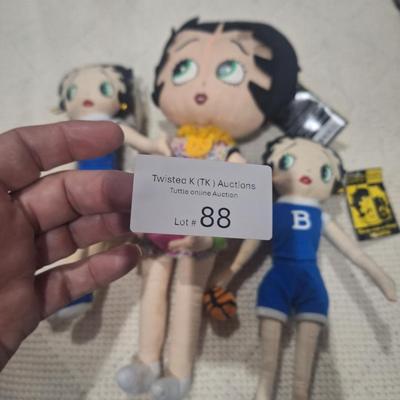 Twisted K (TK ) Auctions
Tuttle online Auction
Lot # 88
B